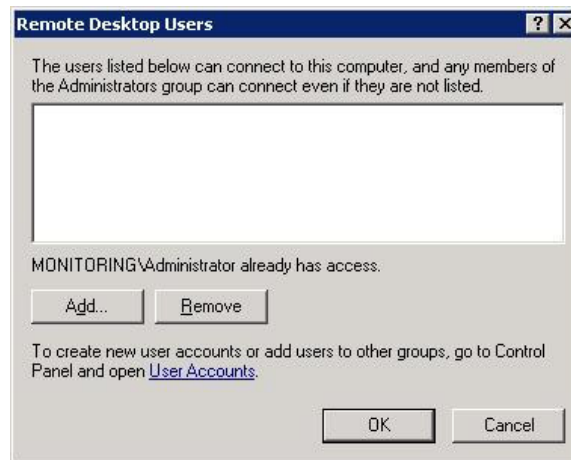 Remote Desktop Users
The users listed below can connect to this computer, and any members of
the Administrators group can connect even if they are not listed.
MONITORING\Administrator already has access.
Add...
Remove
To create new user accounts or add users to other groups, go to Control
Panel and open User Accounts.
OK
Cancel